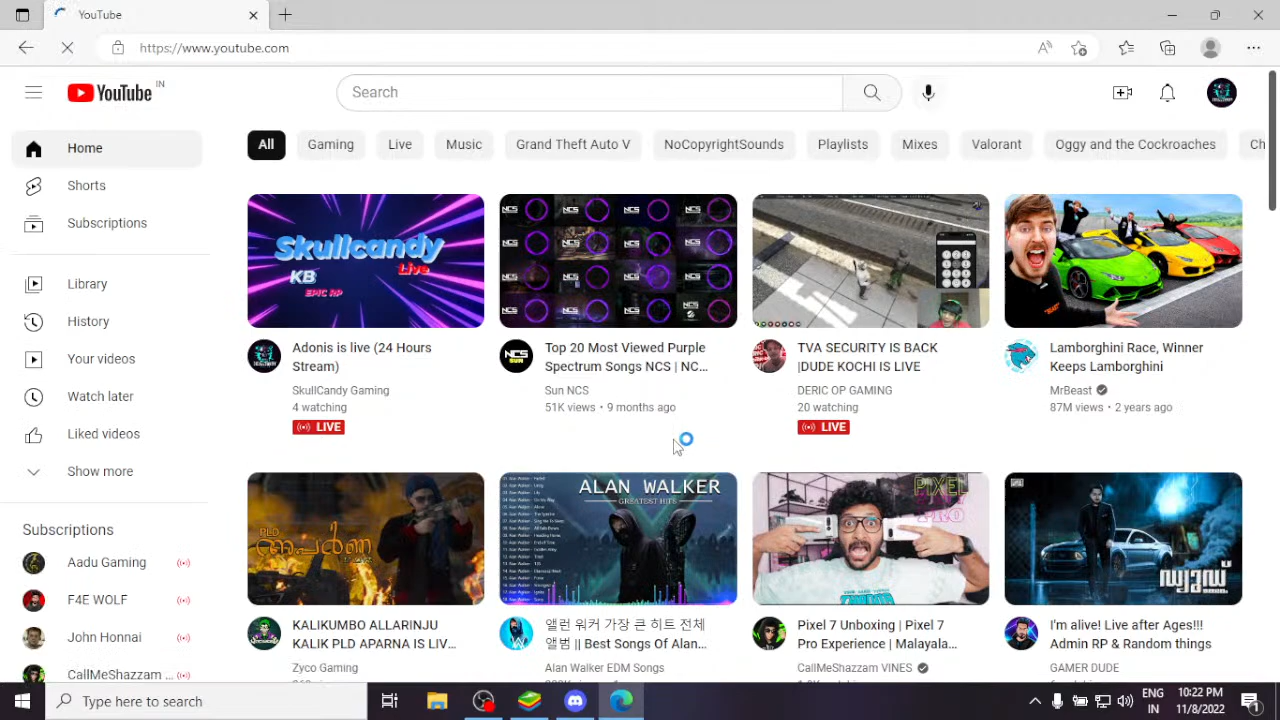 YouTube
https://www.youtube.com
YouTube IN
Search
Home
Shorts
Subscriptions
Library
History
Your videos
Watch later
Liked videos
Show more
Aadu Gaming
John Honnai
CallMeShazzam ...
All Gaming Live Music Grand Theft Auto V NoCopyrightSounds Playlists Mixes Valorant Oggy and the Cockroaches
Skullcandy
Live
KB
EPIC RP
Adonis is live (24 Hours
Stream)
SkullCandy Gaming
4 watching
LIVE
NCS
Top 20 Most Viewed Purple
Spectrum Songs NCS | NC...
Sun NCS
51K views • 9 months ago
TVA SECURITY IS BACK
|DUDE KOCHI IS LIVE
DERIC OP GAMING
20 watching
LIVE
Lamborghini Race, Winner
Keeps Lamborghini
MrBeast
87M views • 2 years ago
KALIKUMBO ALLARINJU
KALIK PLD APARNA IS LIV...
Zyco Gaming
ALAN WALKER
GREATEST HITS
앨런 워커 가장 큰 히트 전체
앨범 || Best Songs Of Alan...
Alan Walker EDM Songs
Pixel 7 Unboxing | Pixel 7
Pro Experience | Malayala...
CallMeShazzam VINES
I'm alive! Live after Ages!!!
Admin RP & Random things
GAMER DUDE
Type here to search
ENG
IN
10:22 PM
11/8/2022